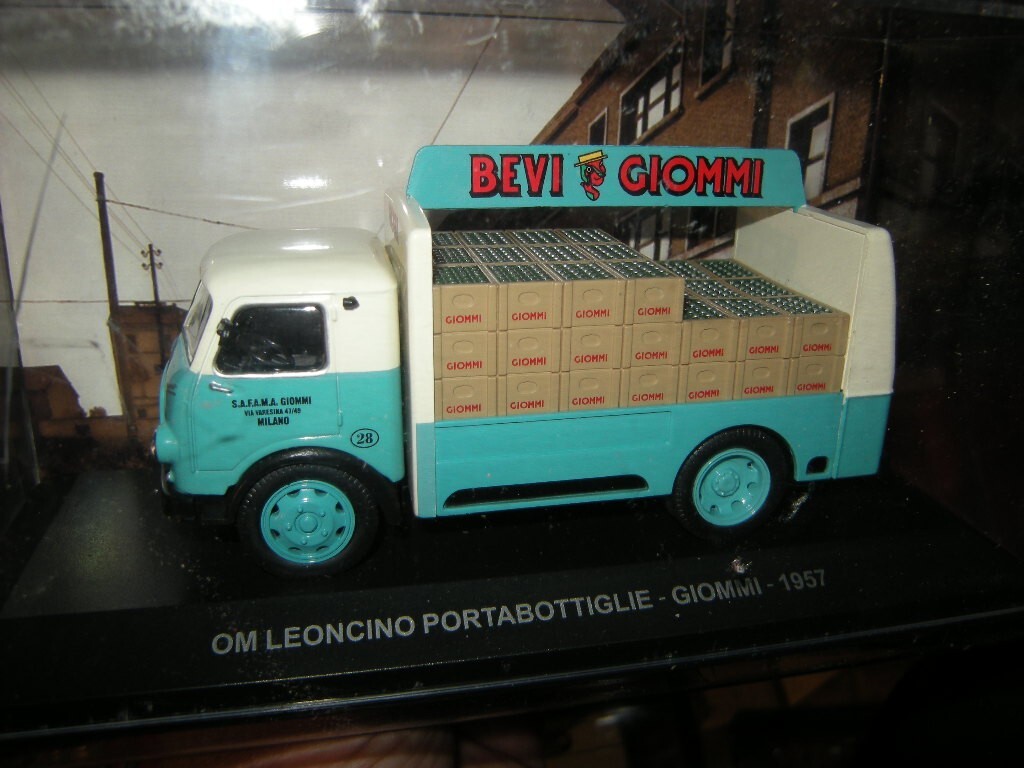 BEVI GIOMMI
GIOMMI GIOMMI GIOMMI GIOMMI
GIOMMI GIOMMI GIOMMI GIOMMI GIOMMI GIOMMI GIOMMI
GIOMMI GIOMMI GIOMMI GIOMMI GIOMMI GIOMMI GIOMMI
S.A.F.A.M.A. GIOMMI
VIA VARESINA 47/49
MILANO
28
OM LEONCINO PORTABOTTIGLIE - GIOMMI - 1957